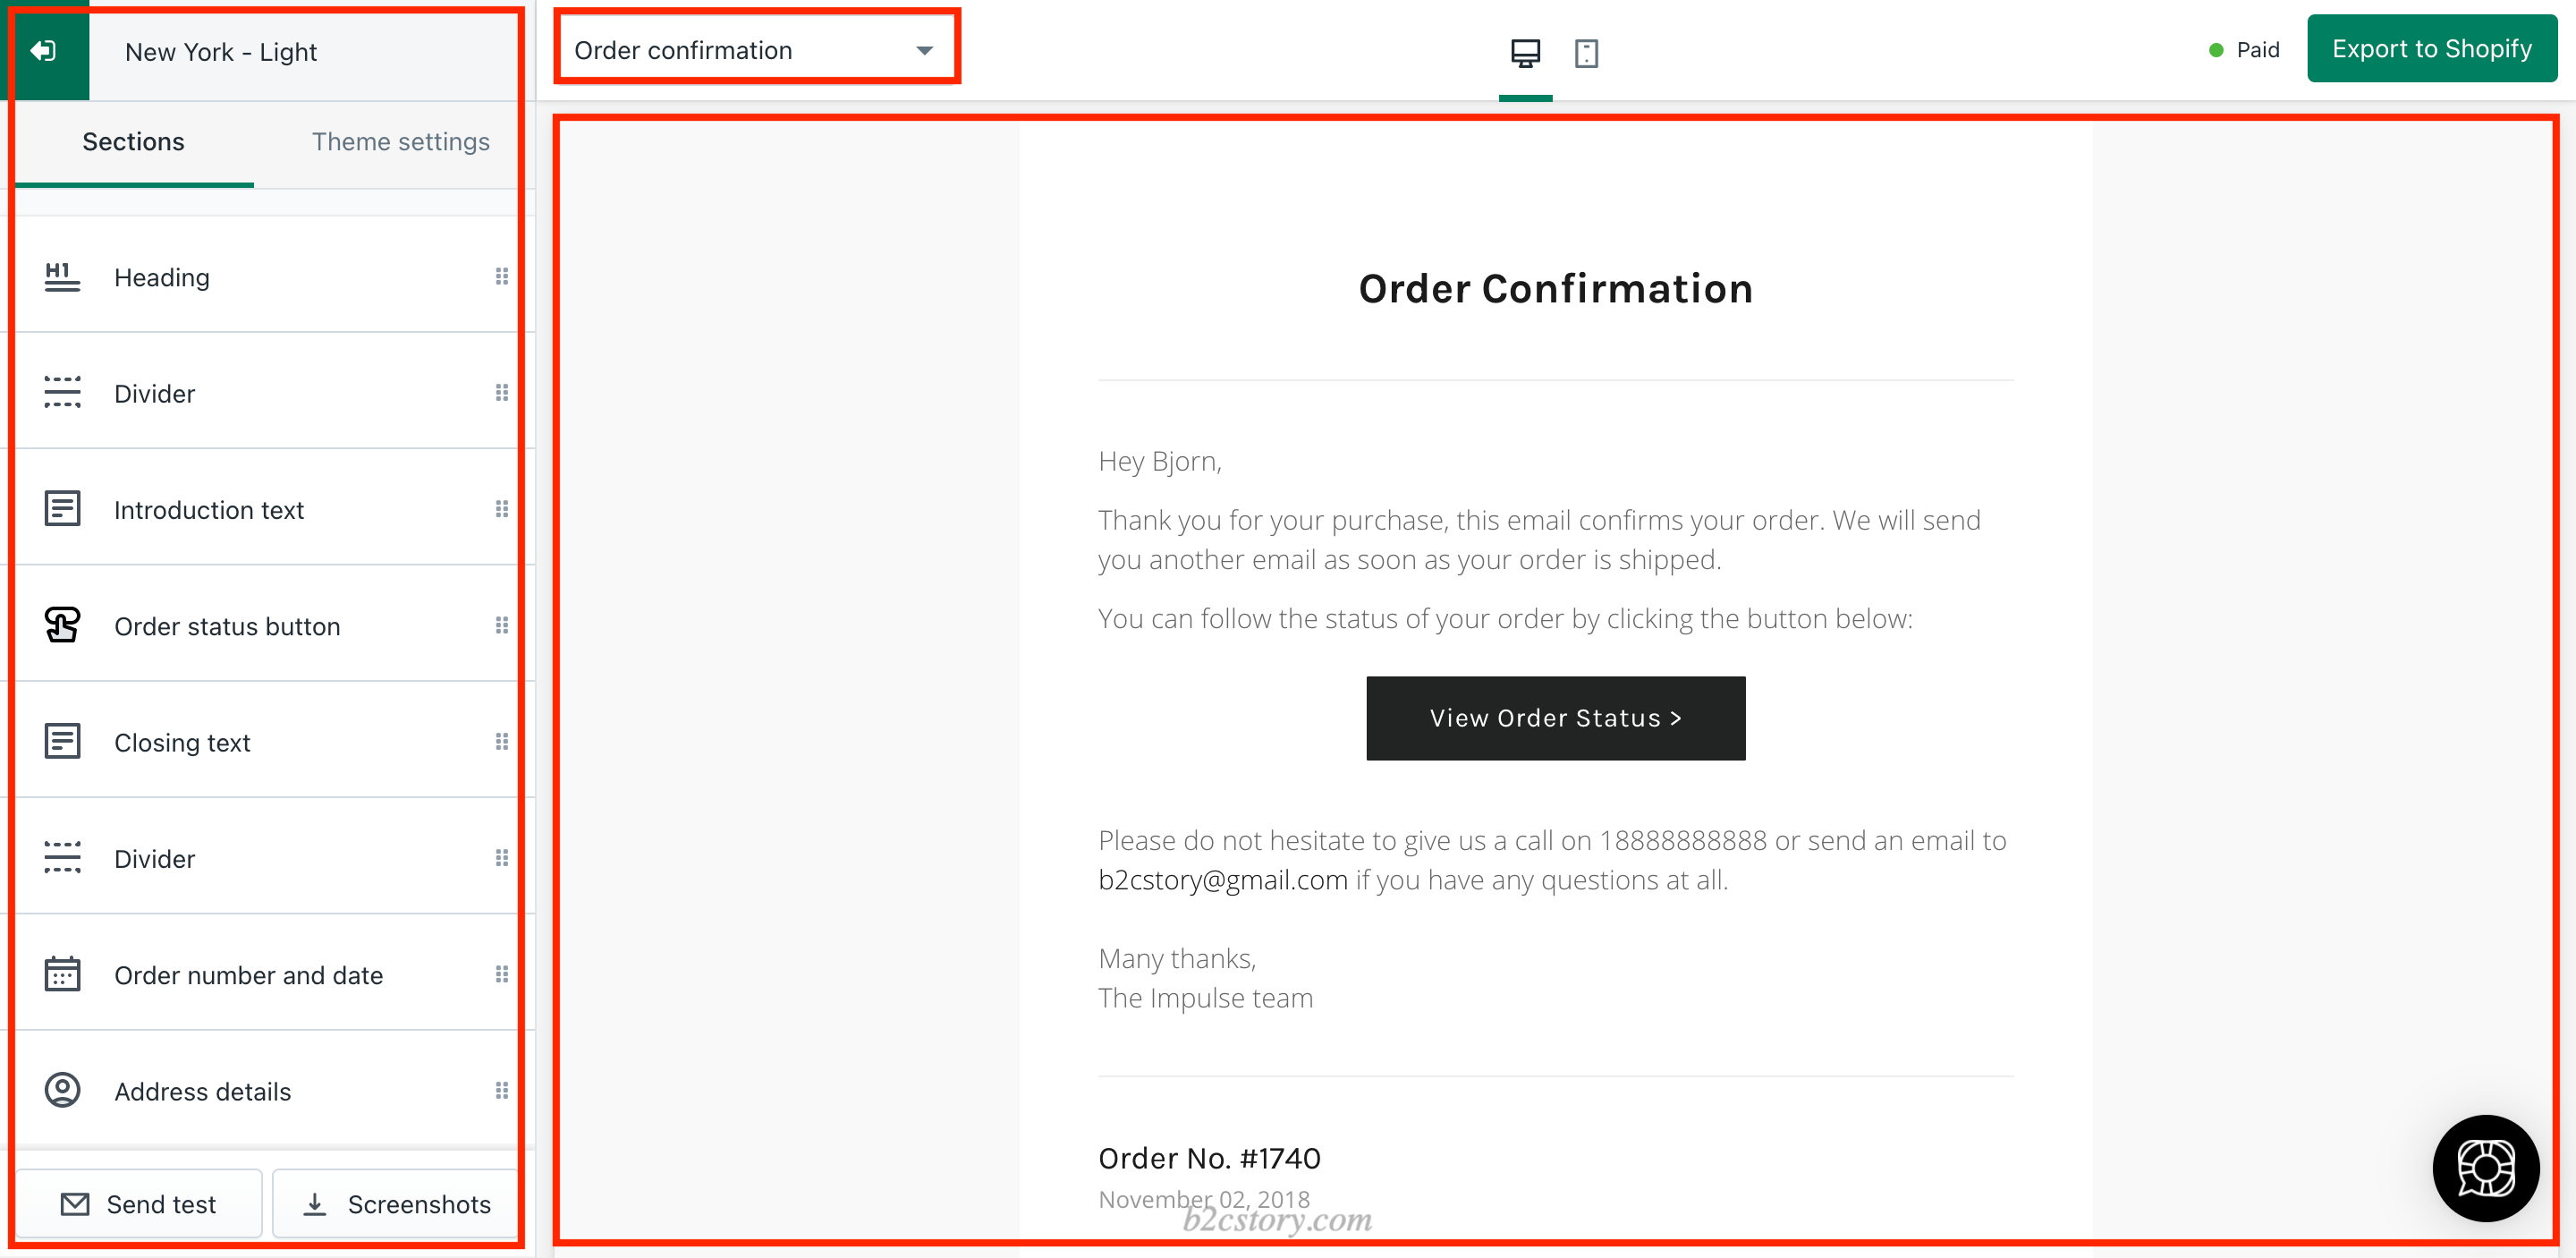 New York - Light
Order confirmation
Paid
Export to Shopify
Sections
Theme settings
H1
Heading
Divider
Introduction text
Order status button
Closing text
Divider
Order number and date
Address details
Send test
Screenshots
Order Confirmation
Hey Bjorn,
Thank you for your purchase, this email confirms your order. We will send
you another email as soon as your order is shipped.
You can follow the status of your order by clicking the button below:
View Order Status >
Please do not hesitate to give us a call on 18888888888 or send an email to
b2cstory@gmail.com if you have any questions at all.
Many thanks,
The Impulse team
Order No. #1740
November 02, 2018
b2cstory.com